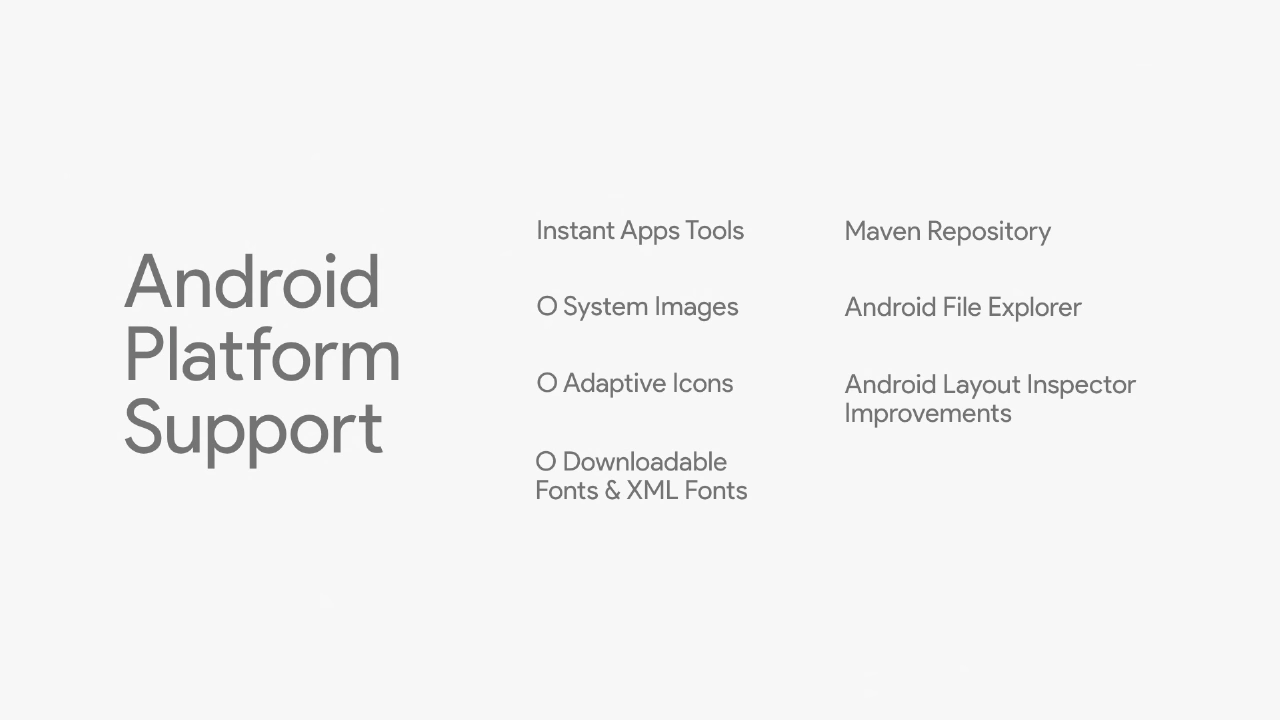 Android
Platform
Support
Instant Apps Tools
O System Images
O Adaptive Icons
O Downloadable
Fonts & XML Fonts
Maven Repository
Android File Explorer
Android Layout Inspector
Improvements